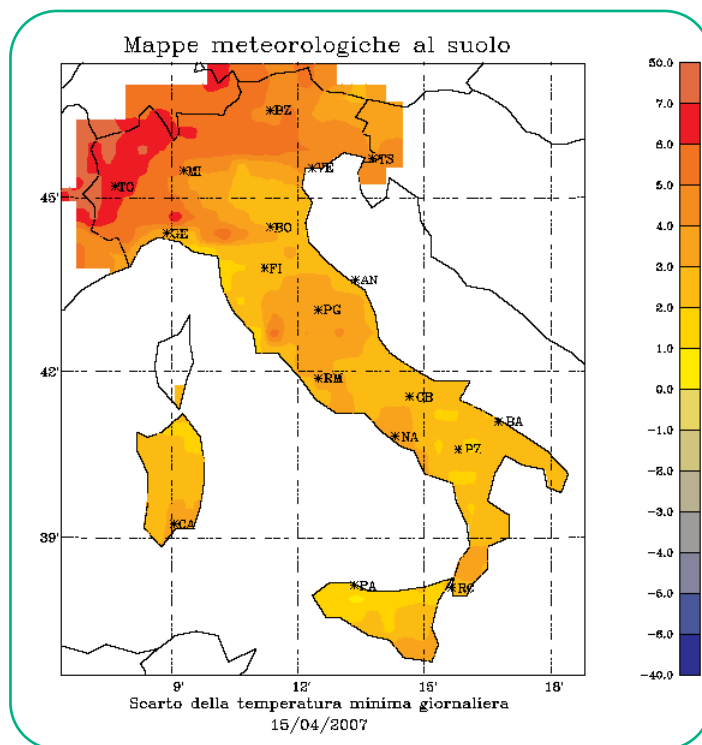 Mappe meteorologiche al suolo
50.0
7.0
6.0
5.0
4.0
3.0
2.0
1.0
0.0
-1.0
-2.0
-3.0
-4.0
-5.0
-6.0
-40.0
BZ
TS
VE
MI
TO
45'
GE
BO
FI
AN
PG
42'
RM
CB
BA
NA
PZ
CA
39'
PA
RC
9' 12' 15' 18'
Scarto della temperatura minima giornaliera
15/04/2007